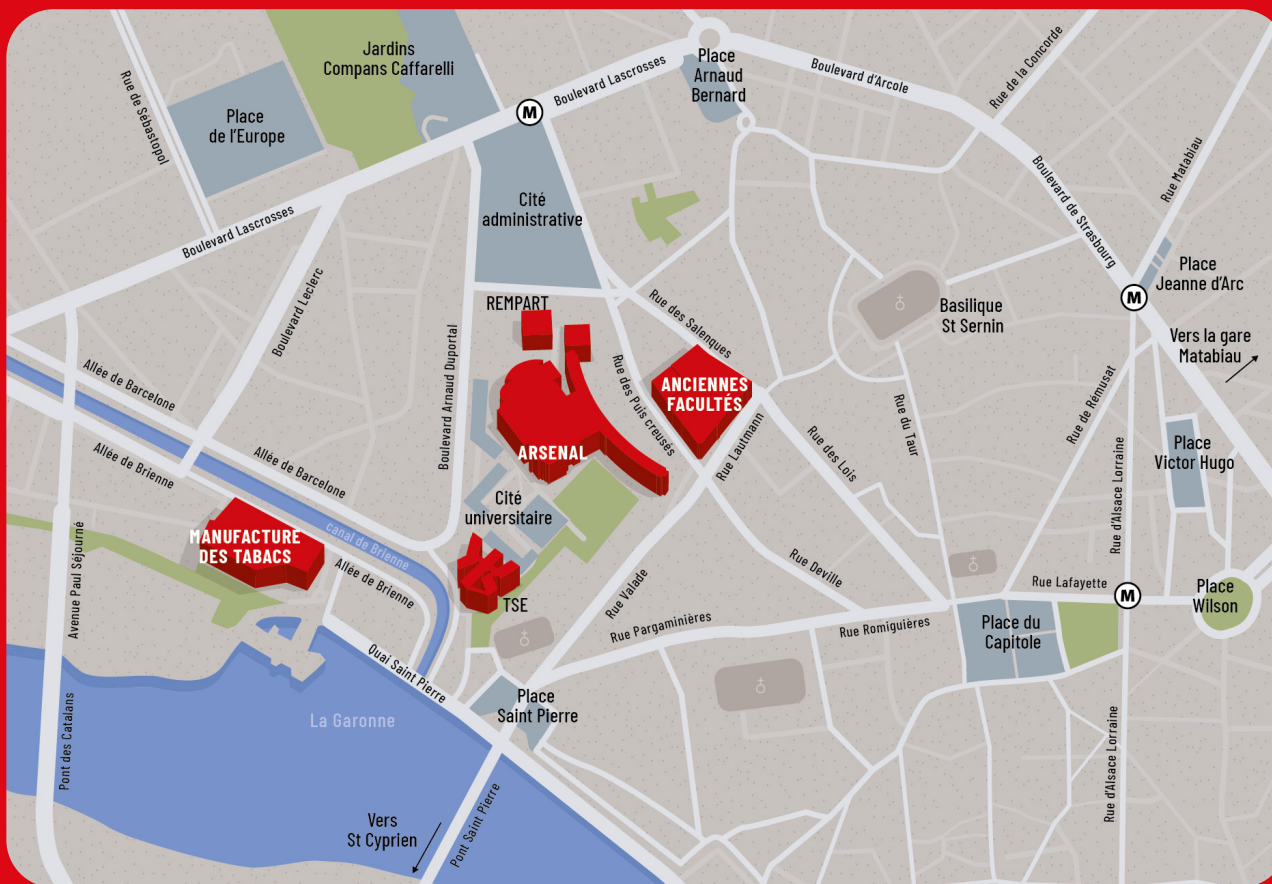 Jardins
Compans Caffarelli
Place
Arnaud
Bernard
Boulevard Lascrosses
Boulevard d'Arcole
Rue de la Concorde
Rue de Sébastopol
Place
de l'Europe
M
Rue Matabiau
Boulevard de Strasbourg
Cité
administrative
Boulevard Lascrosses
Boulevard Leclerc
REMPART
Rue des Salenques
Basilique
St Sernin
Place
Jeanne d'Arc
M
Vers la gare
Matabiau
Allée de Barcelone
Boulevard Arnaud Duportal
Rue des Puis creusés
ANCIENNES
FACULTÉS
Rue de Rémusat
Rue du Taur
Rue Lautmann
Rue des Lois
ARSENAL
Place
Victor Hugo
Allée de Brienne
Allée de Barcelone
Rue d'Alsace Lorraine
Cité
universitaire
MANUFACTURE
DES TABACS
canal de Brienne
Allée de Brienne
Avenue Paul Séjourné
TSE
Rue Valade
Rue Deville
Rue Lafayette
M
Place
Wilson
Rue Pargaminières
Rue Romiguières
Place du
Capitole
Quai Saint Pierre
Place
Saint Pierre
La Garonne
Pont des Catalans
Rue d'Alsace Lorraine
Vers
St Cyprien
Pont Saint Pierre